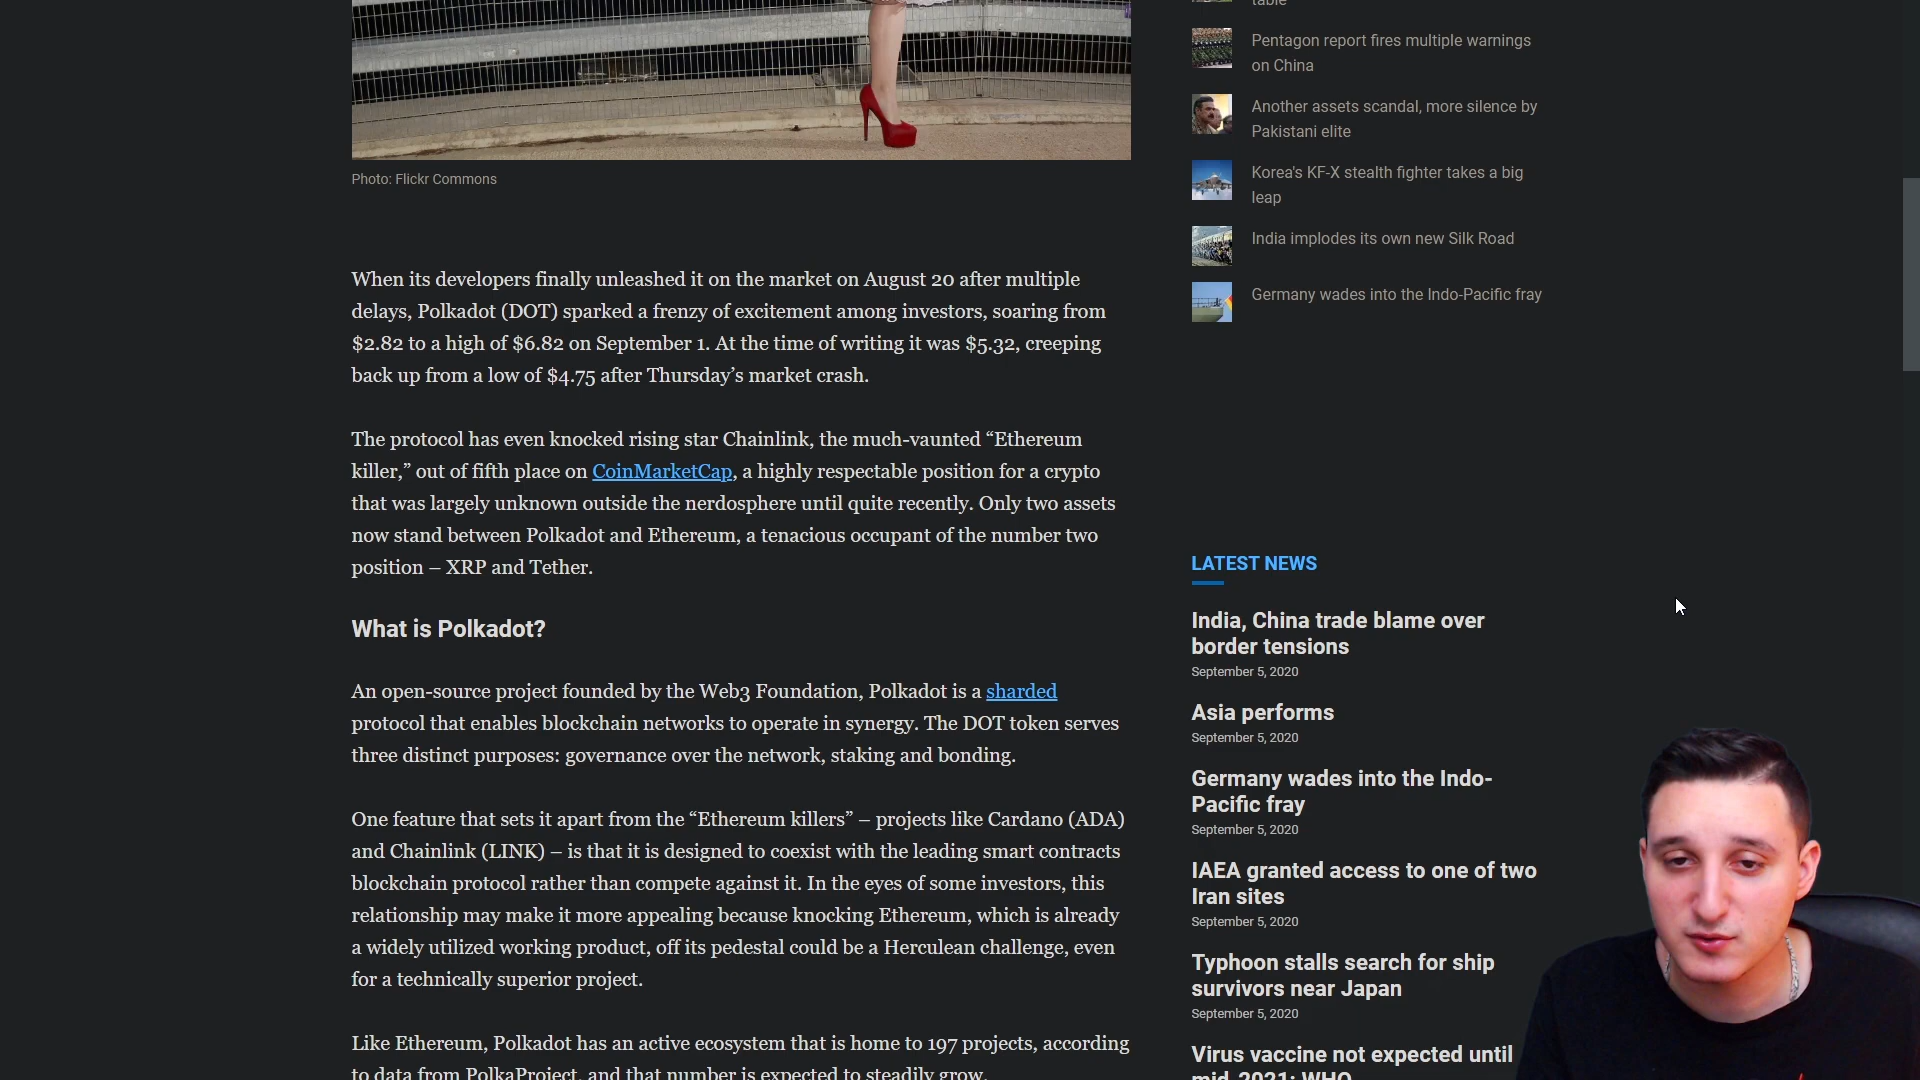 table
Pentagon report fires multiple warnings
on China
Another assets scandal, more silence by
Pakistani elite
Korea's KF-X stealth fighter takes a big
leap
India implodes its own new Silk Road
Germany wades into the Indo-Pacific fray
Photo: Flickr Commons
When its developers finally unleashed it on the market on August 20 after multiple
delays, Polkadot (DOT) sparked a frenzy of excitement among investors, soaring from
$2.82 to a high of $6.82 on September 1. At the time of writing it was $5.32, creeping
back up from a low of $4.75 after Thursday’s market crash.
The protocol has even knocked rising star Chainlink, the much-vaunted “Ethereum
killer,” out of fifth place on CoinMarketCap, a highly respectable position for a crypto
that was largely unknown outside the nerdosphere until quite recently. Only two assets
now stand between Polkadot and Ethereum, a tenacious occupant of the number two
position – XRP and Tether.
What is Polkadot?
An open-source project founded by the Web3 Foundation, Polkadot is a sharded
protocol that enables blockchain networks to operate in synergy. The DOT token serves
three distinct purposes: governance over the network, staking and bonding.
One feature that sets it apart from the “Ethereum killers” – projects like Cardano (ADA)
and Chainlink (LINK) – is that it is designed to coexist with the leading smart contracts
blockchain protocol rather than compete against it. In the eyes of some investors, this
relationship may make it more appealing because knocking Ethereum, which is already
a widely utilized working product, off its pedestal could be a Herculean challenge, even
for a technically superior project.
Like Ethereum, Polkadot has an active ecosystem that is home to 197 projects, according
to data from PolkaProject, and that number is expected to steadily grow.
LATEST NEWS
India, China trade blame over
border tensions
September 5, 2020
Asia performs
September 5, 2020
Germany wades into the Indo-
Pacific fray
September 5, 2020
IAEA granted access to one of two
Iran sites
September 5, 2020
Typhoon stalls search for ship
survivors near Japan
September 5, 2020
Virus vaccine not expected until
mid-2021: WHO